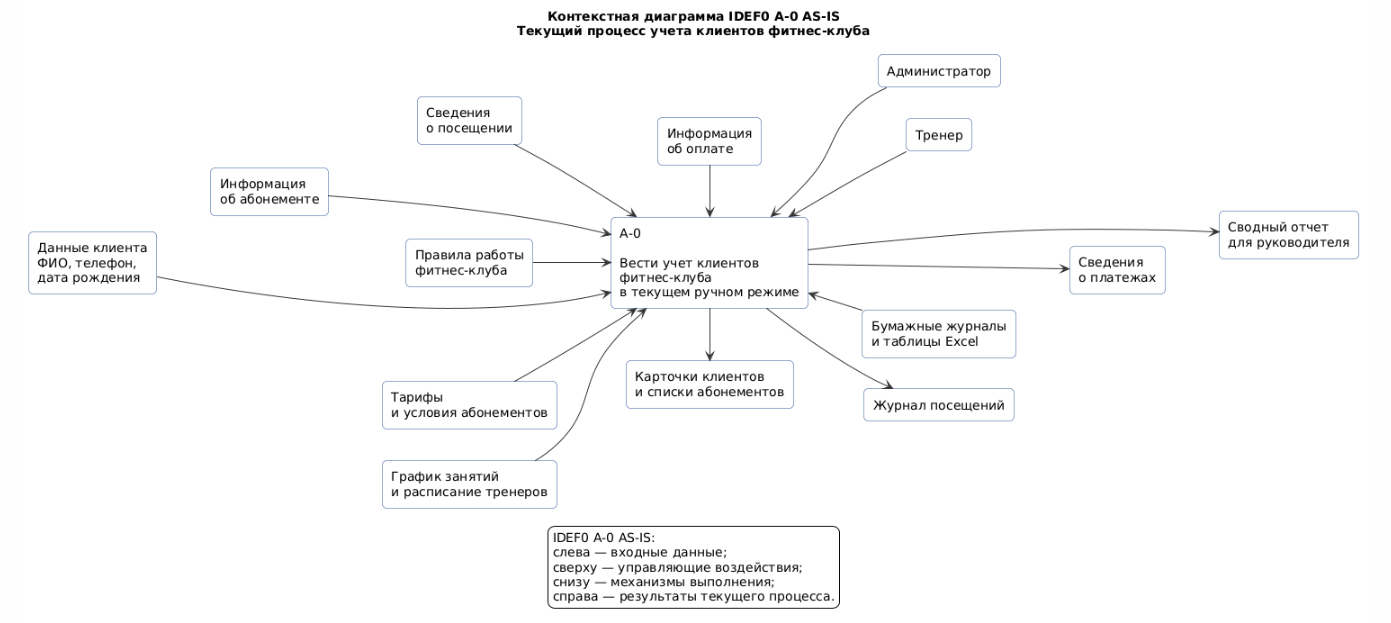 Контекстная диаграмма IDEF0 A-0 AS-IS
Текущий процесс учета клиентов фитнес-клуба
Администратор
Сведения
о посещении
Информация
об оплате
Тренер
Информация
об абонементе
Данные клиента
ФИО, телефон,
дата рождения
Правила работы
фитнес-клуба
A-0
Вести учет клиентов
фитнес-клуба
в текущем ручном режиме
Сводный отчет
для руководителя
Сведения
о платежах
Бумажные журналы
и таблицы Excel
Карточки клиентов
и списки абонементов
Журнал посещений
Тарифы
и условия абонементов
График занятий
и расписание тренеров
IDEF0 A-0 AS-IS:
слева — входные данные;
сверху — управляющие воздействия;
снизу — механизмы выполнения;
справа — результаты текущего процесса.